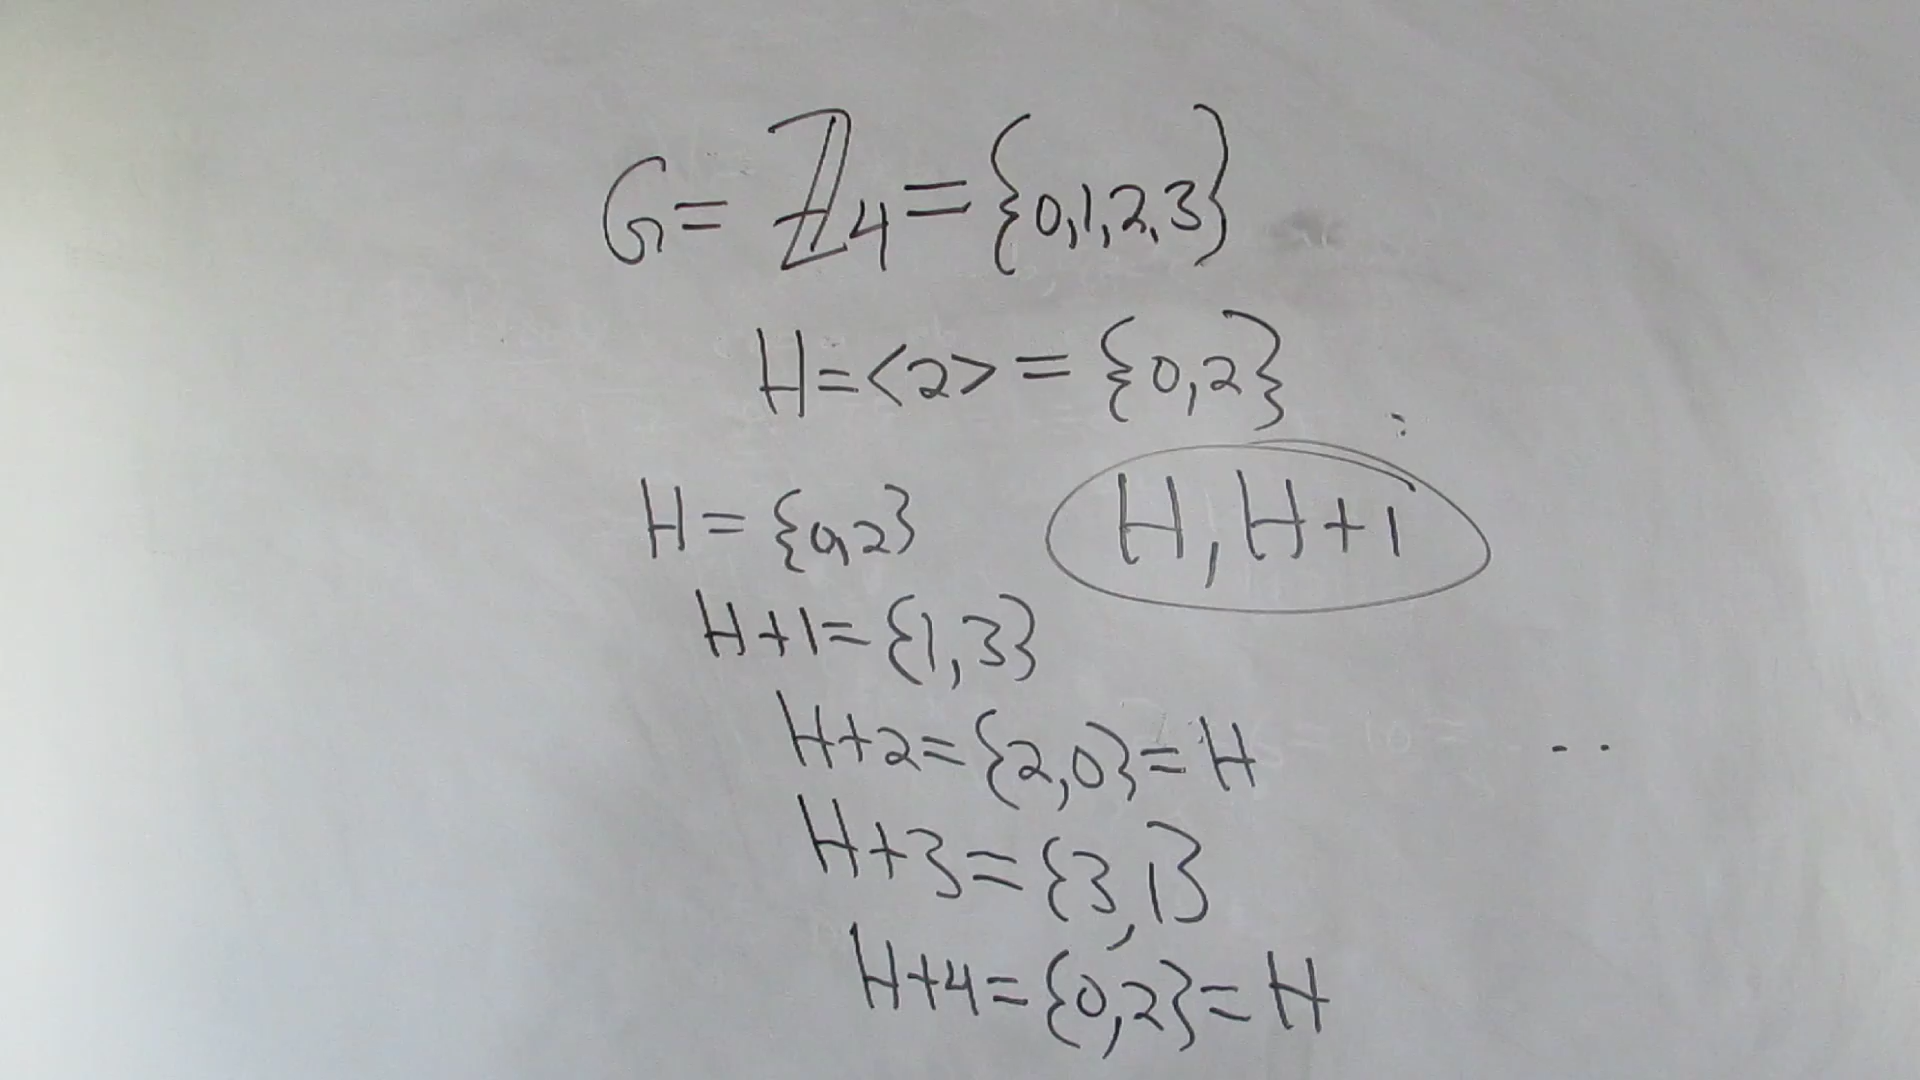 G = ℤ4 = {0,1,2,3}
H = <2> = {0,2}
H = {0,2}
H, H+1
H+1 = {1,3}
H+2 = {2,0} = H
H+3 = {3,1}
H+4 = {0,2} = H